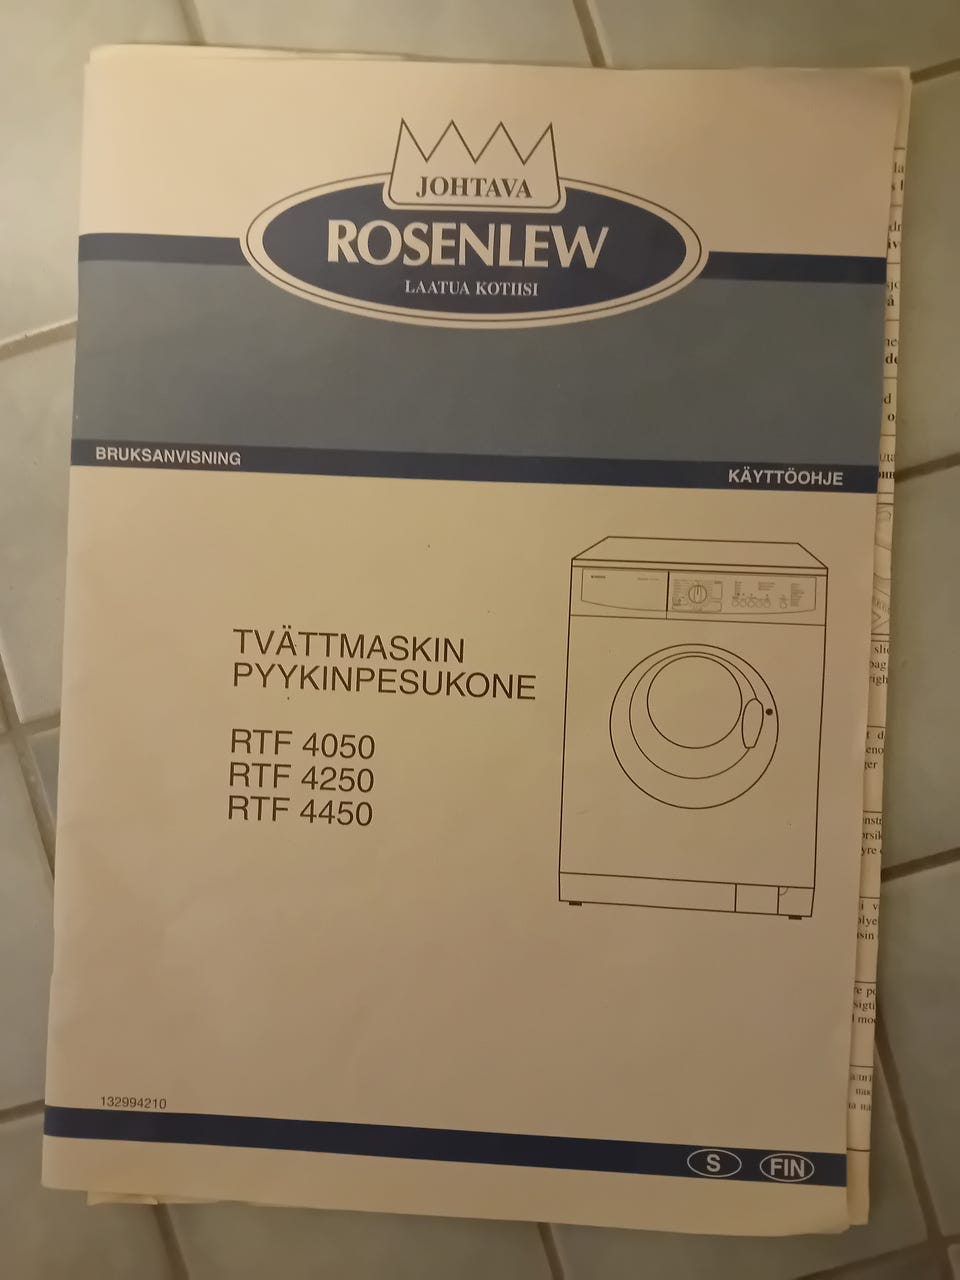 JOHTAVA
ROSENLEW
LAATUA KOTIISI
BRUKSANVISNING
KÄYTTÖOHJE
TVÄTTMASKIN
PYYKINPESUKONE
RTF 4050
RTF 4250
RTF 4450
132994210
S FIN